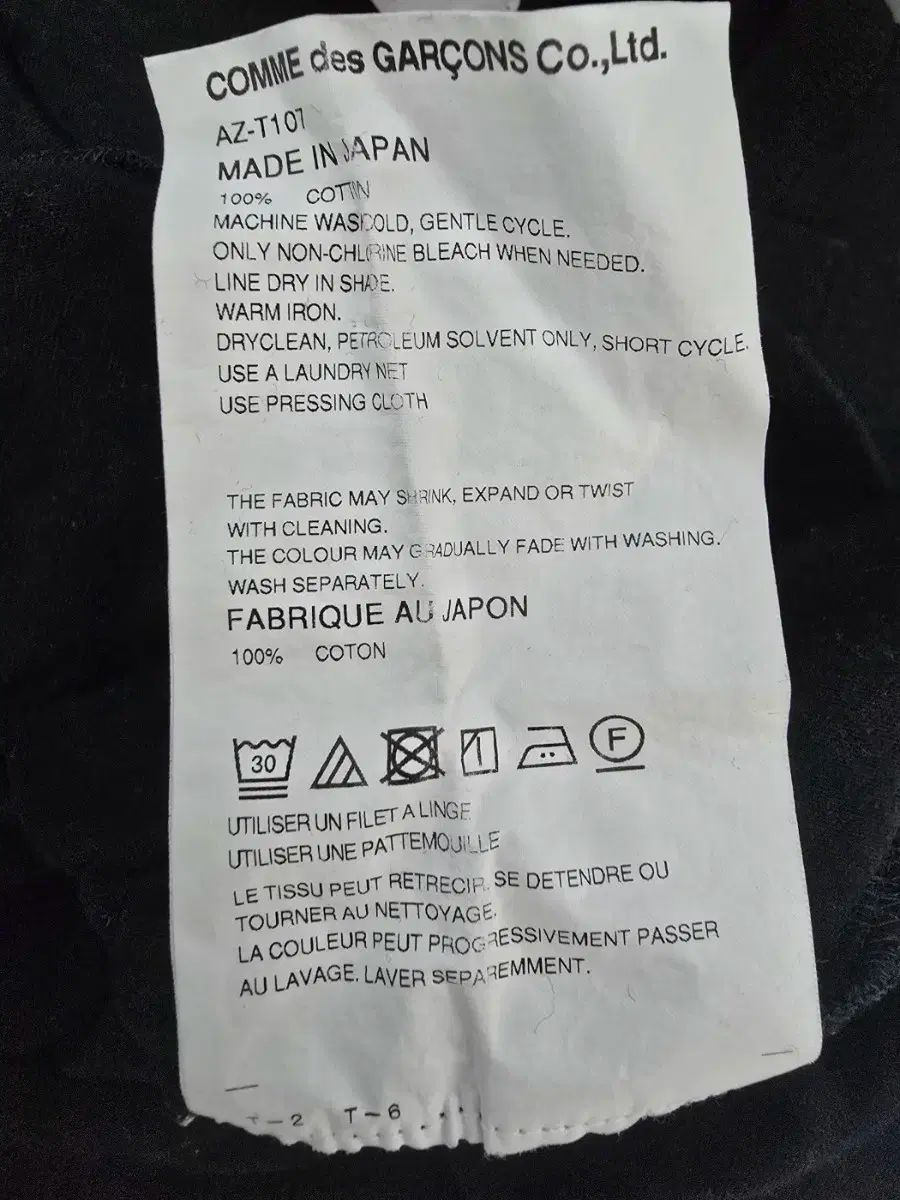 COMME des GARÇONS Co.,Ltd.
AZ-T107
MADE IN JAPAN
100% COTTON
MACHINE WASH COLD, GENTLE CYCLE.
ONLY NON-CHLORINE BLEACH WHEN NEEDED.
LINE DRY IN SHADE.
WARM IRON.
DRYCLEAN, PETROLEUM SOLVENT ONLY, SHORT CYCLE.
USE A LAUNDRY NET
USE PRESSING CLOTH
THE FABRIC MAY SHRINK, EXPAND OR TWIST
WITH CLEANING.
THE COLOUR MAY GRADUALLY FADE WITH WASHING.
WASH SEPARATELY.
FABRIQUE AU JAPON
100% COTON
30 F
UTILISER UN FILET A LINGE
UTILISER UNE PATTEMOUILLE
LE TISSU PEUT RETRECIR, SE DETENDRE OU
TOURNER AU NETTOYAGE.
LA COULEUR PEUT PROGRESSIVEMENT PASSER
AU LAVAGE. LAVER SEPAREMMENT.
T-2 T-6